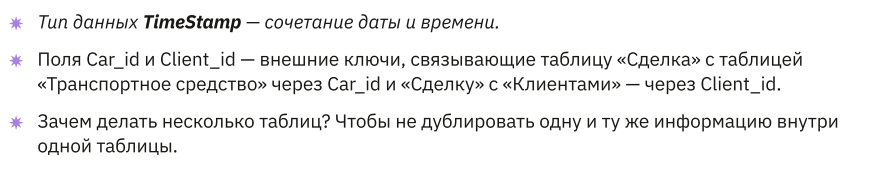 Тип данных TimeStamp — сочетание даты и времени.
Поля Car_id и Client_id — внешние ключи, связывающие таблицу «Сделка» с таблицей
«Транспортное средство» через Car_id и «Сделку» с «Клиентами» — через Client_id.
Зачем делать несколько таблиц? Чтобы не дублировать одну и ту же информацию внутри
одной таблицы.